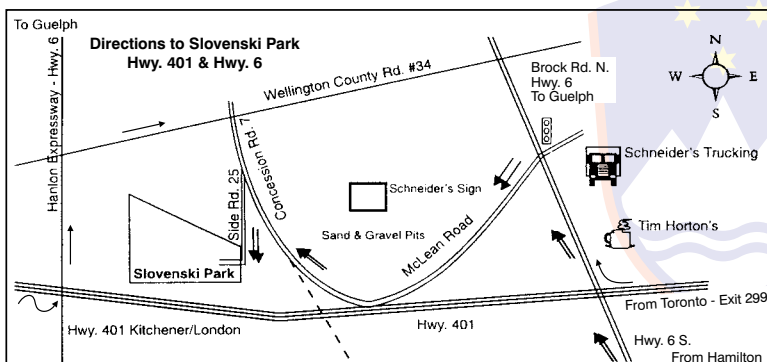 To Guelph
Directions to Slovenski Park
Hwy. 401 & Hwy. 6
Hanlon Expressway - Hwy. 6
Wellington County Rd. #34
Brock Rd. N.
Hwy. 6
To Guelph
N
W
E
S
Concession Rd. 7
Side Rd. 25
Schneider's Sign
Sand & Gravel Pits
McLean Road
Schneider's Trucking
Tim Horton's
Slovenski Park
Hwy. 401 Kitchener/London
Hwy. 401
From Toronto - Exit 299
Hwy. 6 S.
From Hamilton